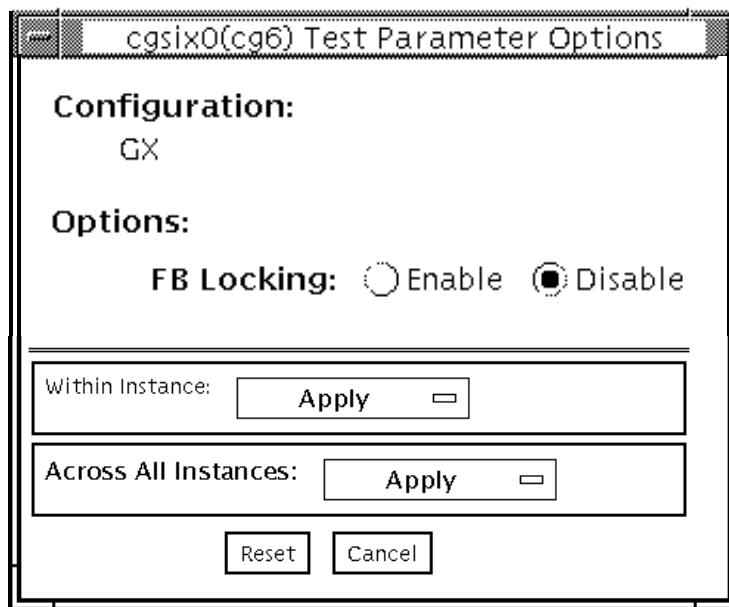 cgsix0(cg6) Test Parameter Options
Configuration:
GX
Options:
FB Locking: Enable Disable
Within Instance: Apply
Across All Instances: Apply
Reset Cancel